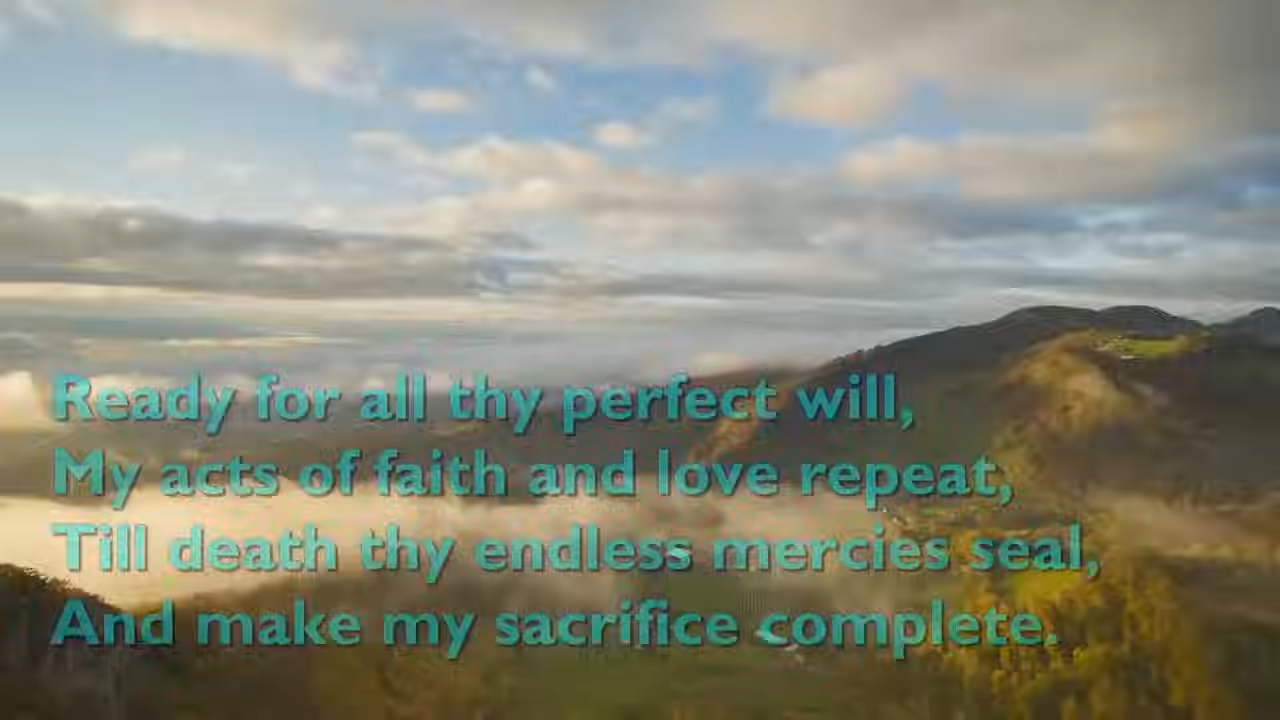 Ready for all thy perfect will,
My acts of faith and love repeat,
Till death thy endless mercies seal,
And make my sacrifice complete.